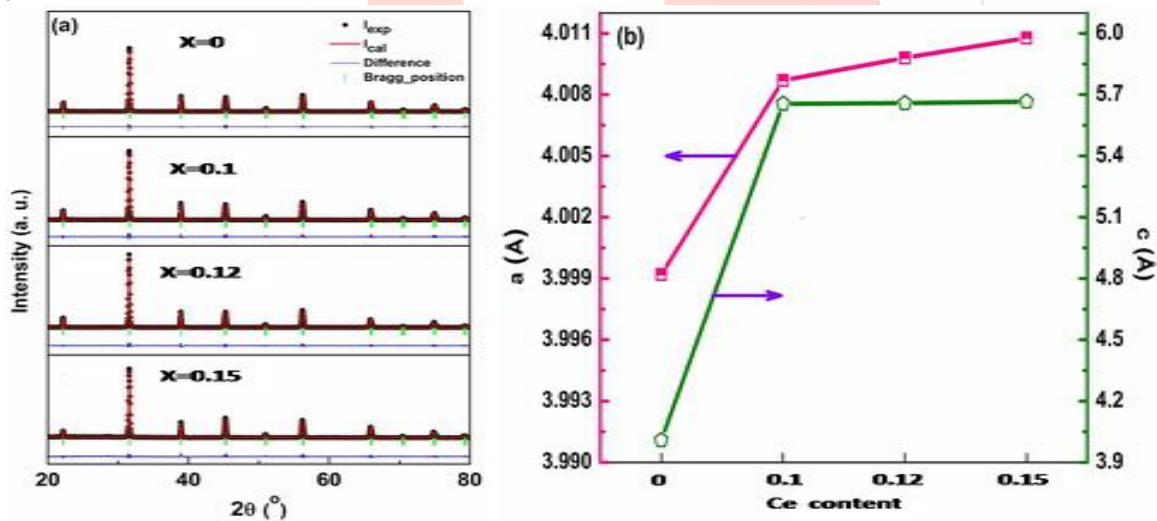 (a)
I_exp
I_cal
Difference
Bragg_position
X=0
X=0.1
X=0.12
X=0.15
Intensity (a. u.)
20
40
60
80
2θ (°)
(b)
4.011
4.008
4.005
4.002
3.999
3.996
3.993
3.990
a (A)
6.0
5.7
5.4
5.1
4.8
4.5
4.2
3.9
c (Å)
0
0.1
0.12
0.15
Ce content